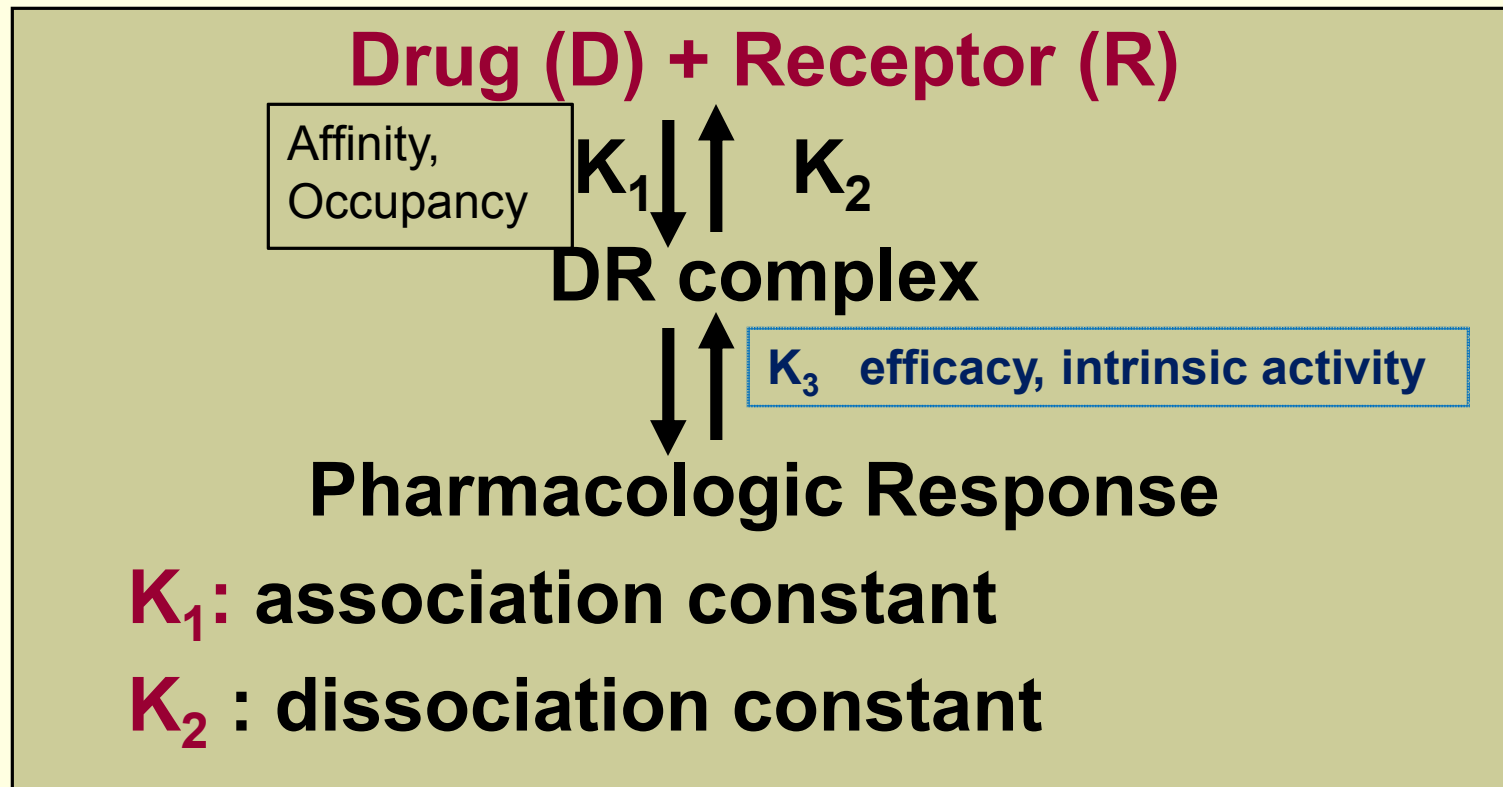 Drug (D) + Receptor (R)
Affinity,
Occupancy
K₁ K₂
DR complex
K₃ efficacy, intrinsic activity
Pharmacologic Response
K₁: association constant
K₂ : dissociation constant